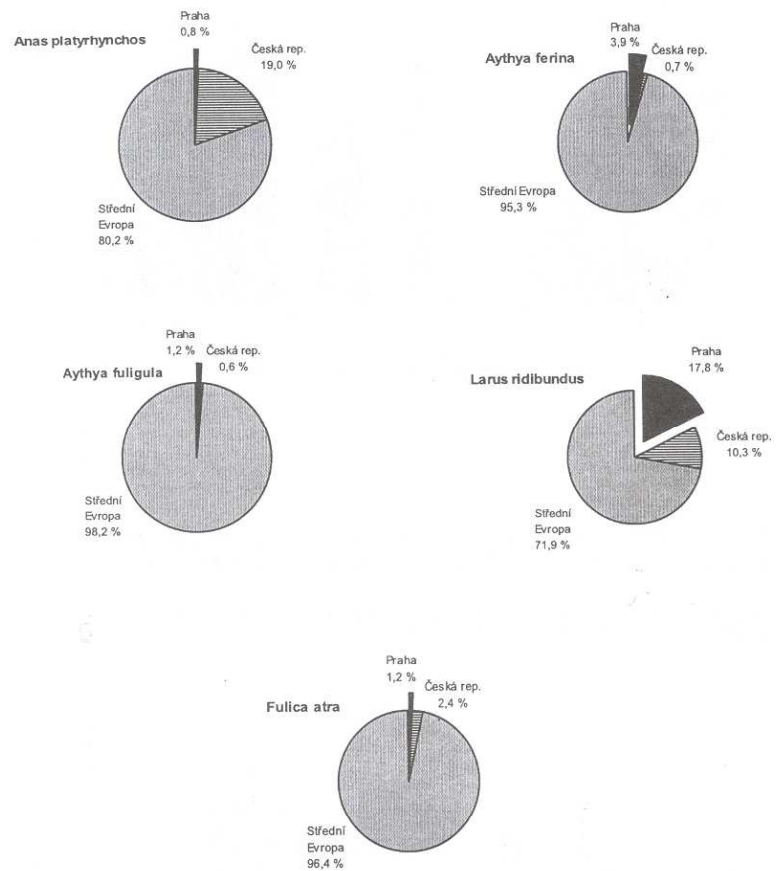 Anas platyrhynchos
Praha
0,8 %
Česká rep.
19,0 %
Střední
Evropa
80,2 %
Aythya ferina
Praha
3,9 %
Česká rep.
0,7 %
Střední Evropa
95,3 %
Aythya fuligula
Praha
1,2 %
Česká rep.
0,6 %
Střední
Evropa
98,2 %
Larus ridibundus
Praha
17,8 %
Česká rep.
10,3 %
Střední
Evropa
71,9 %
Fulica atra
Praha
1,2 %
Česká rep.
2,4 %
Střední
Evropa
96,4 %